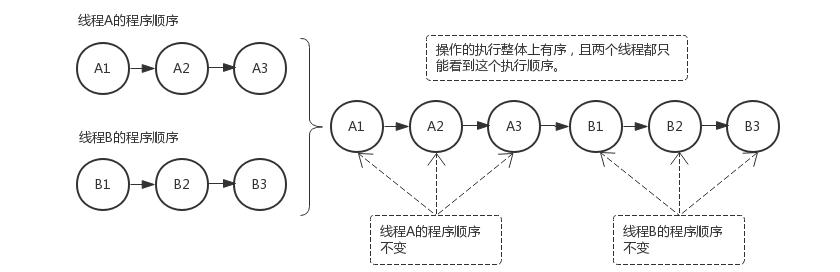 线程A的程序顺序
A1
A2
A3
线程B的程序顺序
B1
B2
B3
操作的执行整体上有序，且两个线程都只
能看到这个执行顺序。
A1
A2
A3
B1
B2
B3
线程A的程序顺序
不变
线程B的程序顺序
不变